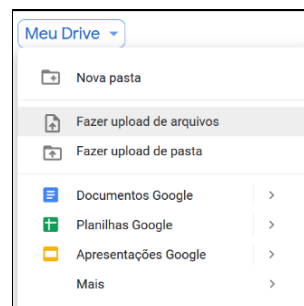 Meu Drive
Nova pasta
Fazer upload de arquivos
Fazer upload de pasta
Documentos Google
Planilhas Google
Apresentações Google
Mais